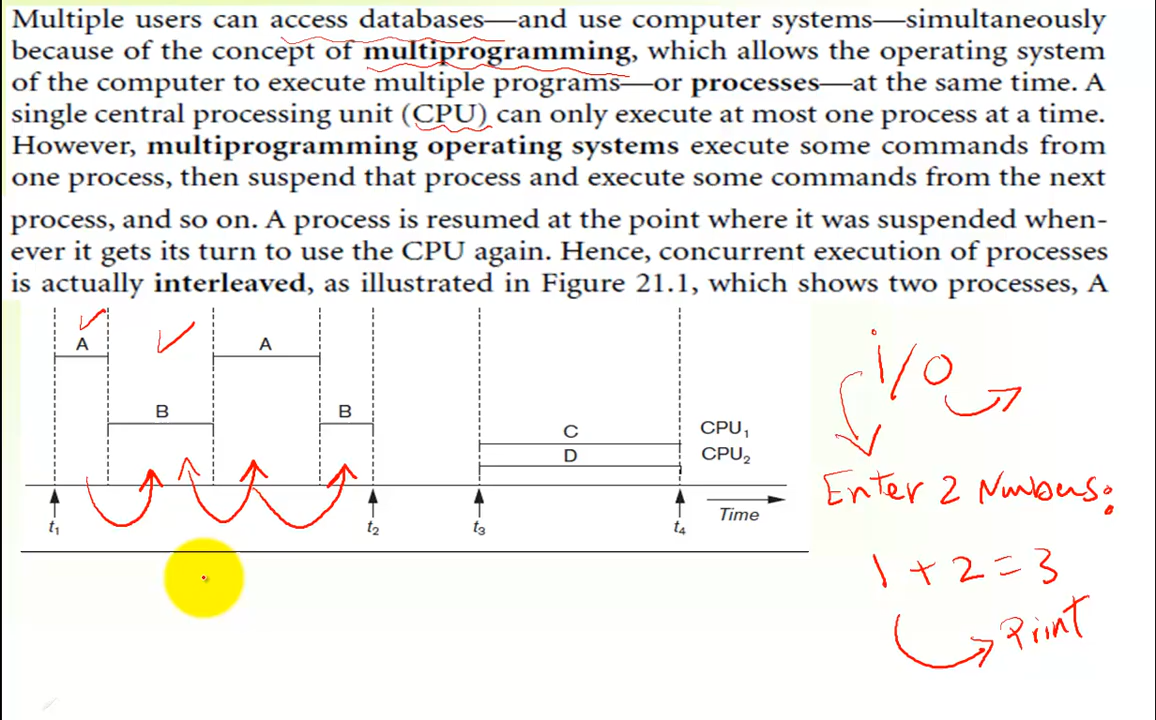 Multiple users can access databases—and use computer systems—simultaneously
because of the concept of multiprogramming, which allows the operating system
of the computer to execute multiple programs—or processes—at the same time. A
single central processing unit (CPU) can only execute at most one process at a time.
However, multiprogramming operating systems execute some commands from
one process, then suspend that process and execute some commands from the next
process, and so on. A process is resumed at the point where it was suspended when-
ever it gets its turn to use the CPU again. Hence, concurrent execution of processes
is actually interleaved, as illustrated in Figure 21.1, which shows two processes, A
A A
B B
C CPU1
D CPU2
t1 t2 t3 t4 Time
i/o
Enter 2 Numbers:
1 + 2 = 3
Print